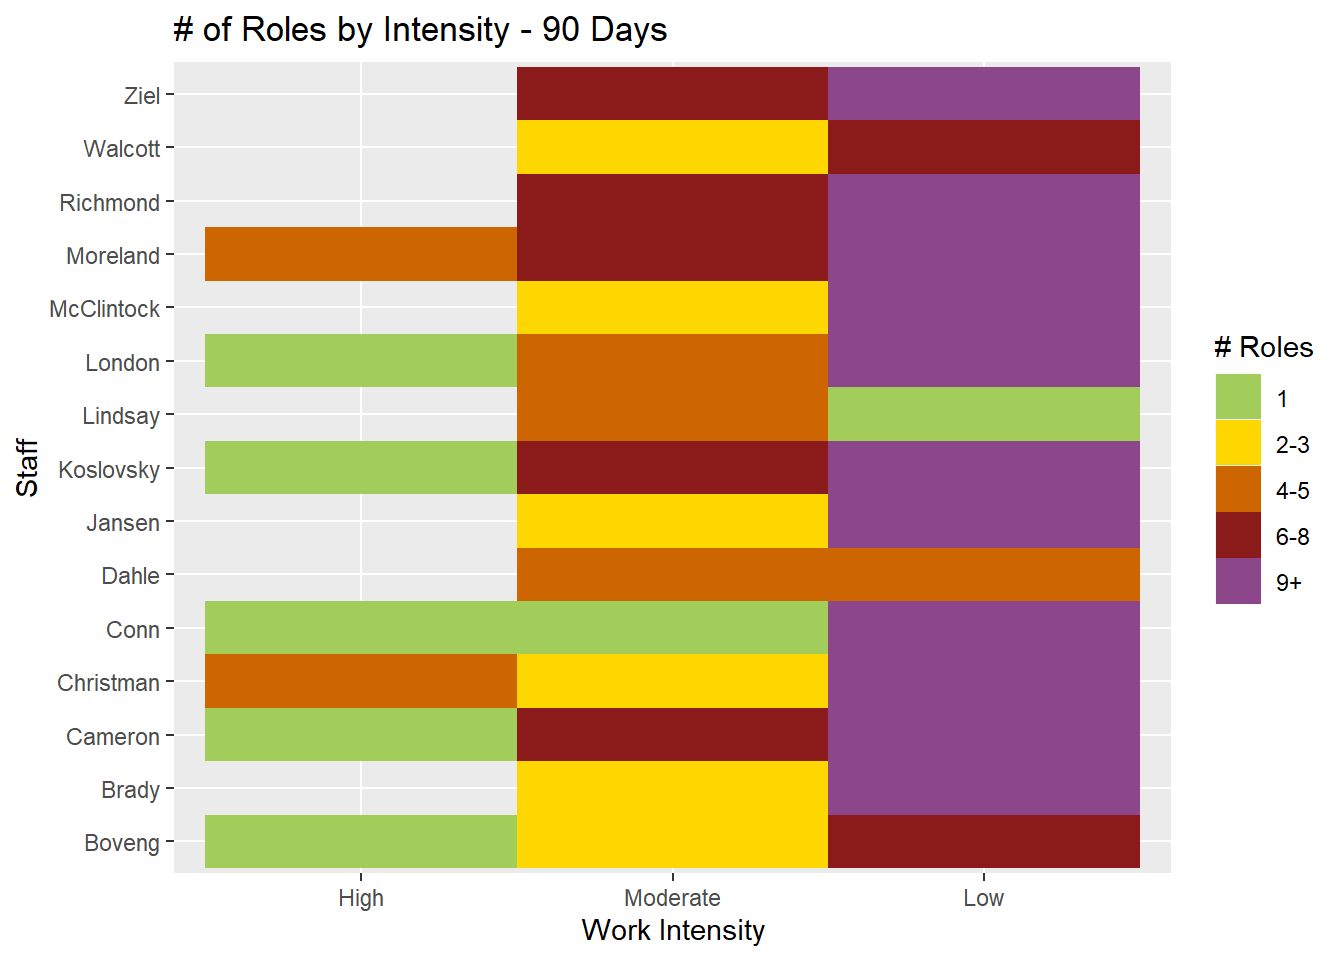 # of Roles by Intensity - 90 Days
Ziel
Walcott
Richmond
Moreland
McClintock
London
Lindsay
Koslovsky
Jansen
Dahle
Conn
Christman
Cameron
Brady
Boveng
Staff
High
Moderate
Low
Work Intensity
# Roles
1
2-3
4-5
6-8
9+